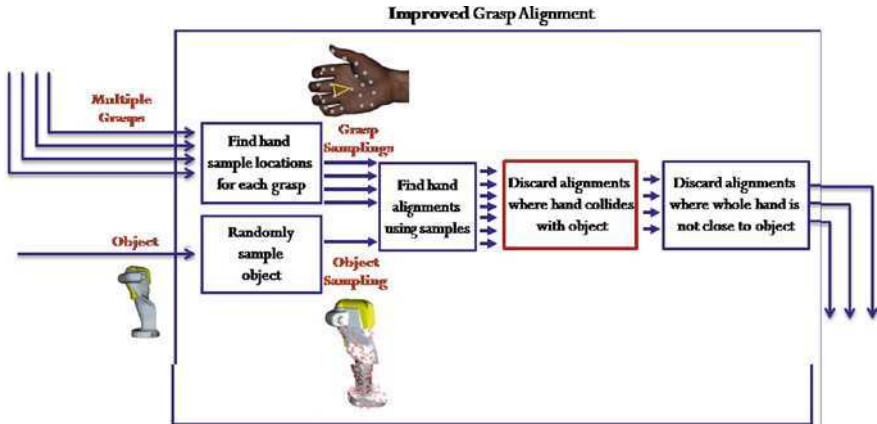 Improved Grasp Alignment
Multiple
Grasps
Find hand
sample locations
for each grasp
Grasp
Samplings
Find hand
alignments
using samples
Discard alignments
where hand collides
with object
Discard alignments
where whole hand is
not close to object
Object
Randomly
sample
object
Object
Sampling